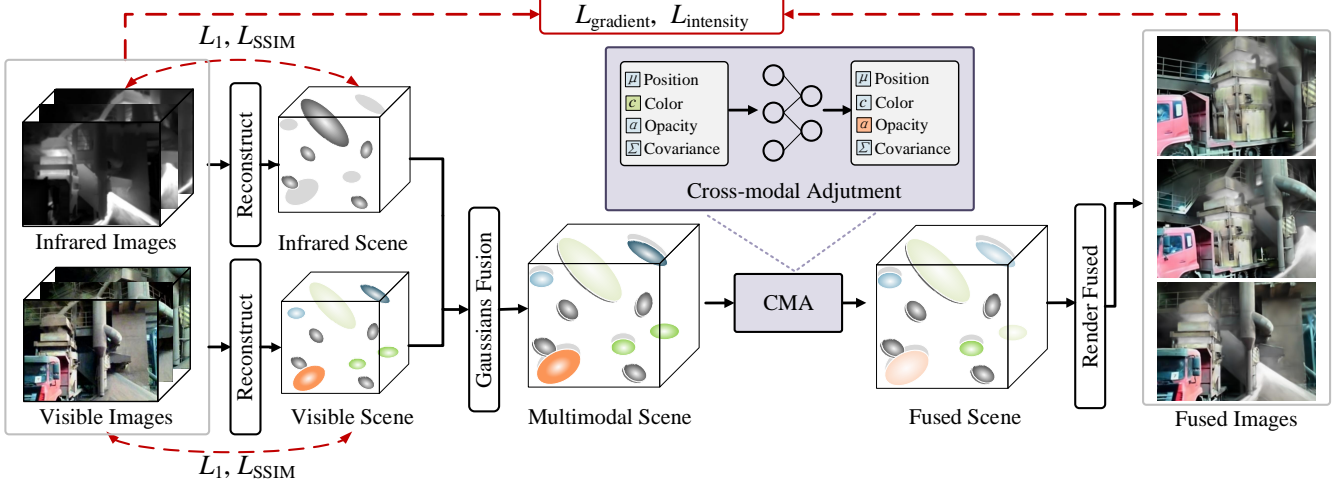 L_gradient, L_intensity
L_1, L_SSIM
μ Position
c Color
a Opacity
Σ Covariance
μ Position
c Color
a Opacity
Σ Covariance
Cross-modal Adjutment
Reconstruct
Infrared Images
Infrared Scene
Reconstruct
Gaussians Fusion
CMA
Render Fused
Visible Images
Visible Scene
Multimodal Scene
Fused Scene
Fused Images
L_1, L_SSIM